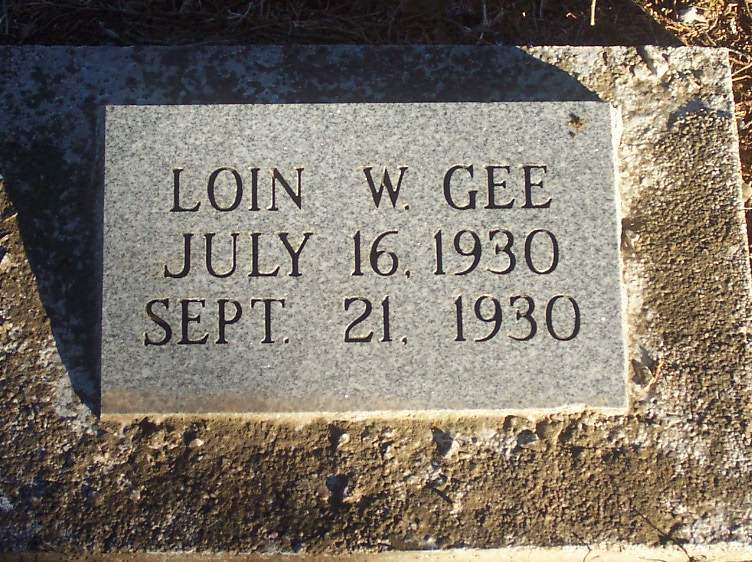 LOIN W. GEE
JULY 16, 1930
SEPT. 21, 1930